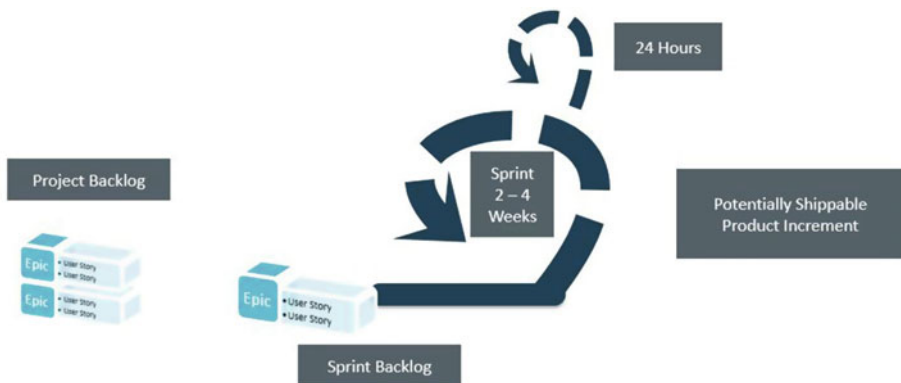 24 Hours
Sprint
2 – 4
Weeks
Project Backlog
Potentially Shippable
Product Increment
Epic
• User Story
• User Story
Epic
• User Story
• User Story
Epic
• User Story
• User Story
Sprint Backlog